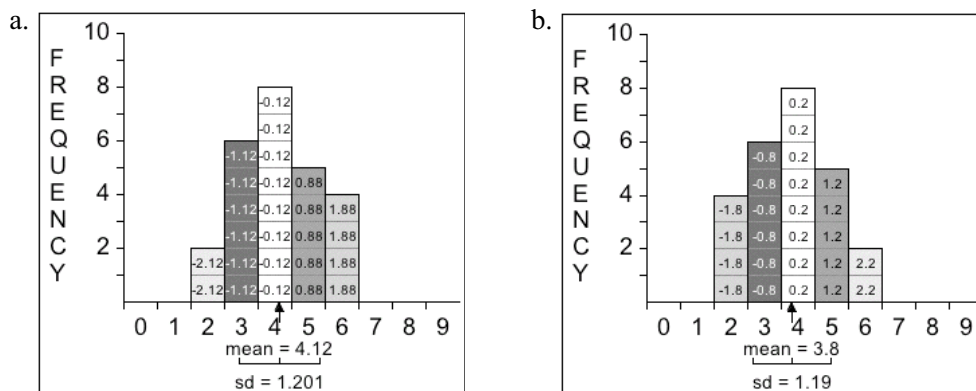 a.
FREQUENCY
10
8
6
4
2
-0.12
-0.12
-1.12 -0.12
-1.12 -0.12 0.88
-1.12 -0.12 0.88 1.88
-1.12 -0.12 0.88 1.88
-2.12 -1.12 -0.12 0.88 1.88
-2.12 -1.12 -0.12 0.88 1.88
0 1 2 3 4 5 6 7 8 9
mean = 4.12
sd = 1.201
b.
FREQUENCY
10
8
6
4
2
0.2
0.2
-0.8 0.2
-0.8 0.2 1.2
-1.8 -0.8 0.2 1.2
-1.8 -0.8 0.2 1.2
-1.8 -0.8 0.2 1.2 2.2
-1.8 -0.8 0.2 1.2 2.2
0 1 2 3 4 5 6 7 8 9
mean = 3.8
sd = 1.19